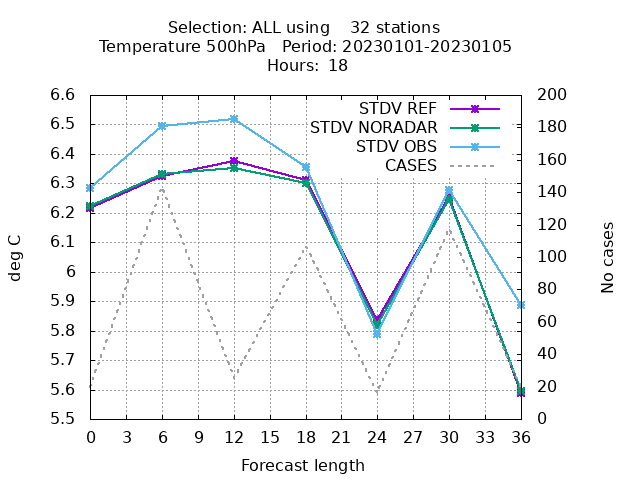 Selection: ALL using    32 stations
Temperature 500hPa   Period: 20230101-20230105
Hours:  18
STDV REF
STDV NORADAR
STDV OBS
CASES
6.6
6.5
6.4
6.3
6.2
6.1
6
5.9
5.8
5.7
5.6
5.5
deg C
200
180
160
140
120
100
80
60
40
20
0
No cases
0 3 6 9 12 15 18 21 24 27 30 33 36
Forecast length